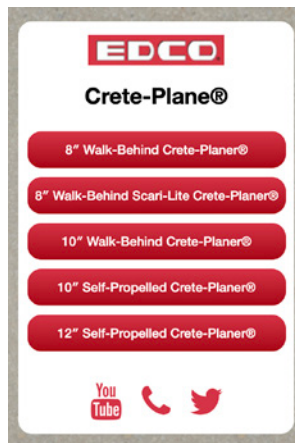 EDCO
Crete-Plane®
8" Walk-Behind Crete-Planer®
8" Walk-Behind Scari-Lite Crete-Planer®
10" Walk-Behind Crete-Planer®
10" Self-Propelled Crete-Planer®
12" Self-Propelled Crete-Planer®
You
Tube